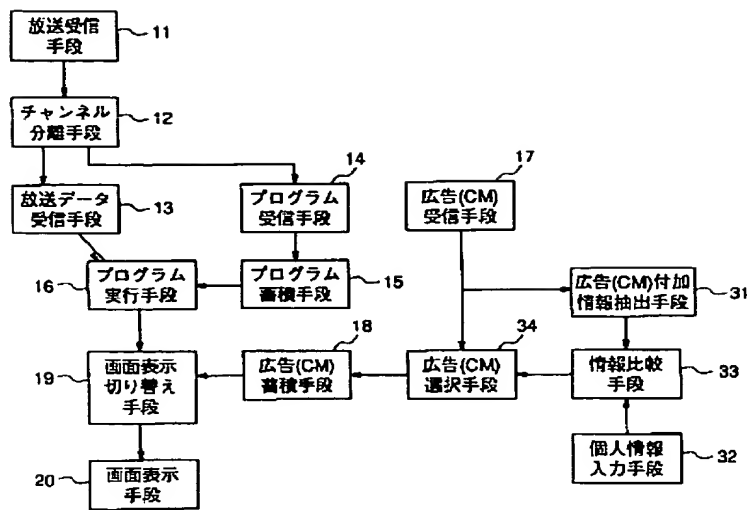 放送受信
手段
11
チャンネル
分離手段
12
放送データ
受信手段
13
14
プログラム
受信手段
17
広告(CM)
受信手段
16
プログラム
実行手段
プログラム
蓄積手段
15
広告(CM)付加
情報抽出手段
31
19
画面表示
切り替え
手段
18
広告(CM)
蓄積手段
34
広告(CM)
選択手段
情報比較
手段
33
20
画面表示
手段
個人情報
入力手段
32